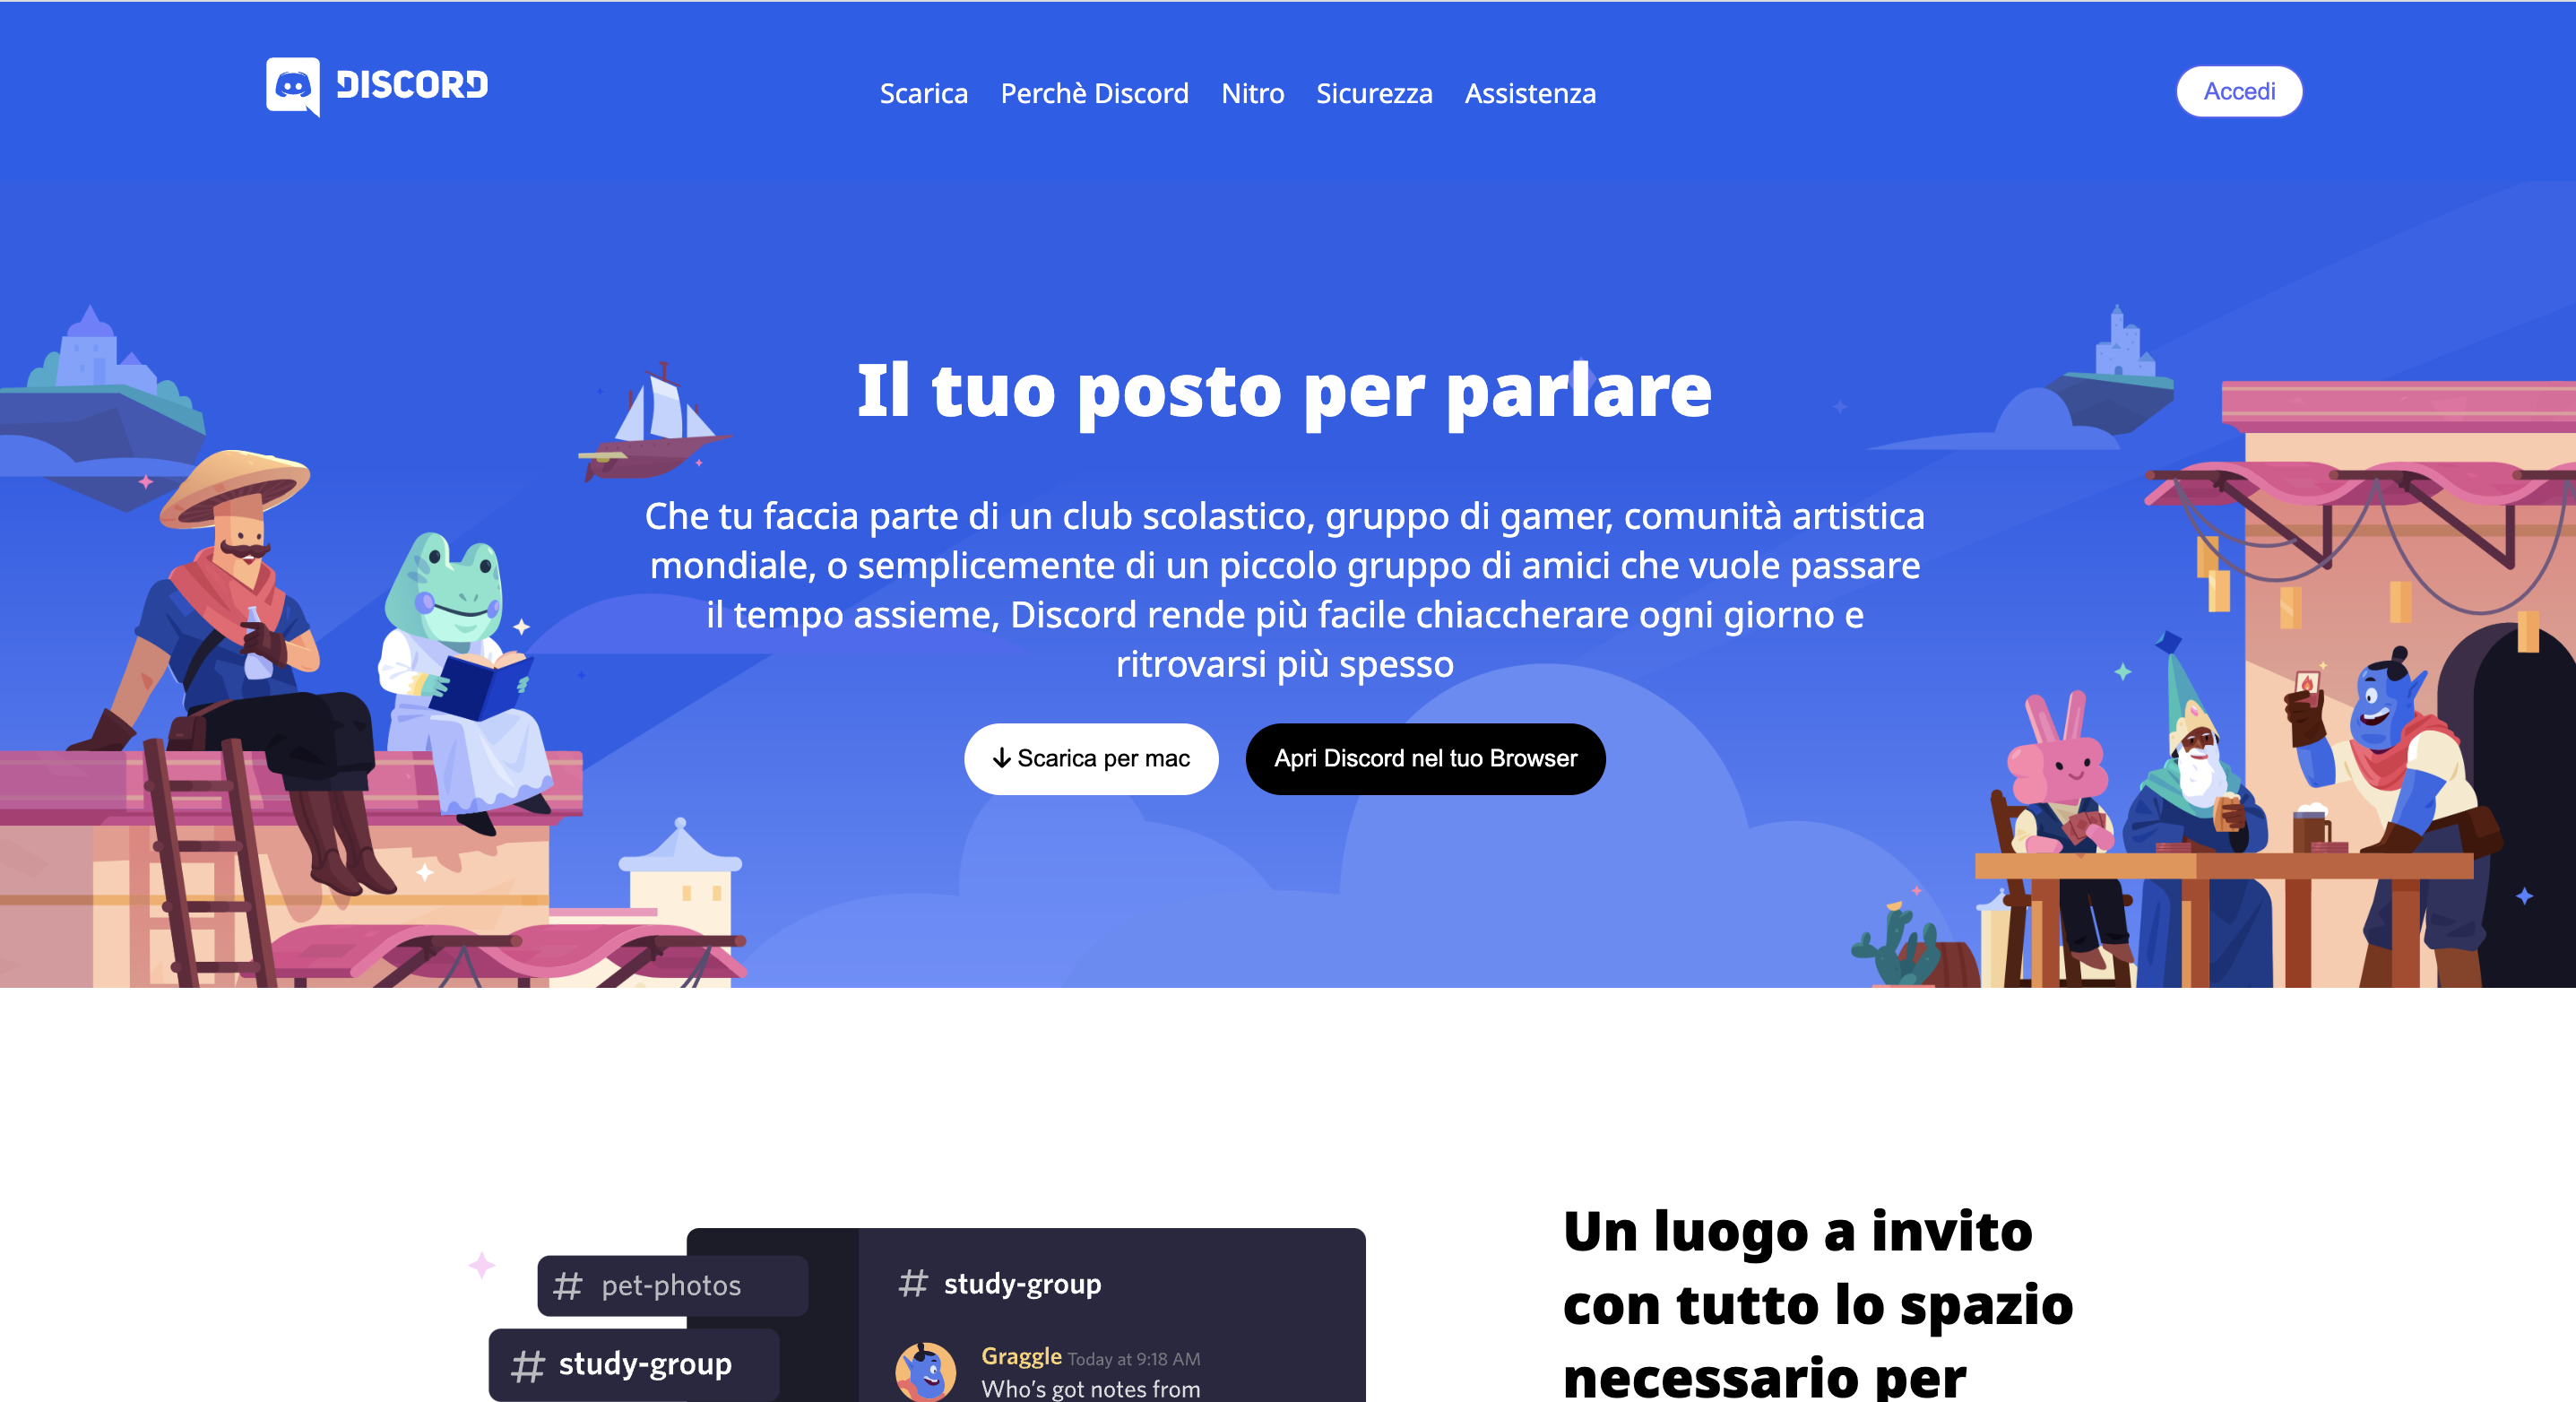 DISCORD
Scarica Perchè Discord Nitro Sicurezza Assistenza
Accedi
Il tuo posto per parlare
Che tu faccia parte di un club scolastico, gruppo di gamer, comunità artistica
mondiale, o semplicemente di un piccolo gruppo di amici che vuole passare
il tempo assieme, Discord rende più facile chiaccherare ogni giorno e
ritrovarsi più spesso
Scarica per mac
Apri Discord nel tuo Browser
# pet-photos
# study-group
# study-group
Graggle Today at 9:18 AM
Who's got notes from
Un luogo a invito
con tutto lo spazio
necessario per